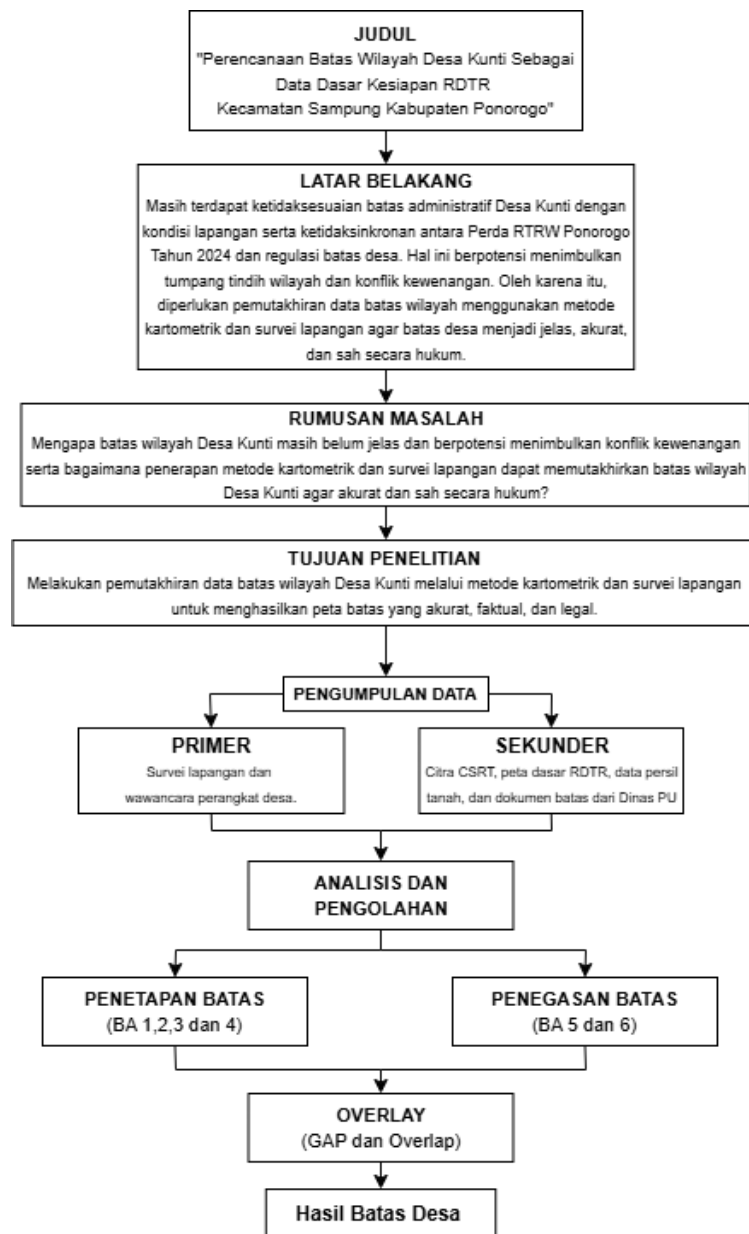 JUDUL
"Perencanaan Batas Wilayah Desa Kunti Sebagai
Data Dasar Kesiapan RDTR
Kecamatan Sampung Kabupaten Ponorogo"
LATAR BELAKANG
Masih terdapat ketidaksesuaian batas administratif Desa Kunti dengan
kondisi lapangan serta ketidaksinkronan antara Perda RTRW Ponorogo
Tahun 2024 dan regulasi batas desa. Hal ini berpotensi menimbulkan
tumpang tindih wilayah dan konflik kewenangan. Oleh karena itu,
diperlukan pemutakhiran data batas wilayah menggunakan metode
kartometrik dan survei lapangan agar batas desa menjadi jelas, akurat,
dan sah secara hukum.
RUMUSAN MASALAH
Mengapa batas wilayah Desa Kunti masih belum jelas dan berpotensi menimbulkan konflik kewenangan
serta bagaimana penerapan metode kartometrik dan survei lapangan dapat memutakhirkan batas wilayah
Desa Kunti agar akurat dan sah secara hukum?
TUJUAN PENELITIAN
Melakukan pemutakhiran data batas wilayah Desa Kunti melalui metode kartometrik dan survei lapangan
untuk menghasilkan peta batas yang akurat, faktual, dan legal.
PENGUMPULAN DATA
PRIMER
Survei lapangan dan
wawancara perangkat desa.
SEKUNDER
Citra CSRT, peta dasar RDTR, data persil
tanah, dan dokumen batas dari Dinas PU
ANALISIS DAN
PENGOLAHAN
PENETAPAN BATAS
(BA 1,2,3 dan 4)
PENEGASAN BATAS
(BA 5 dan 6)
OVERLAY
(GAP dan Overlap)
Hasil Batas Desa